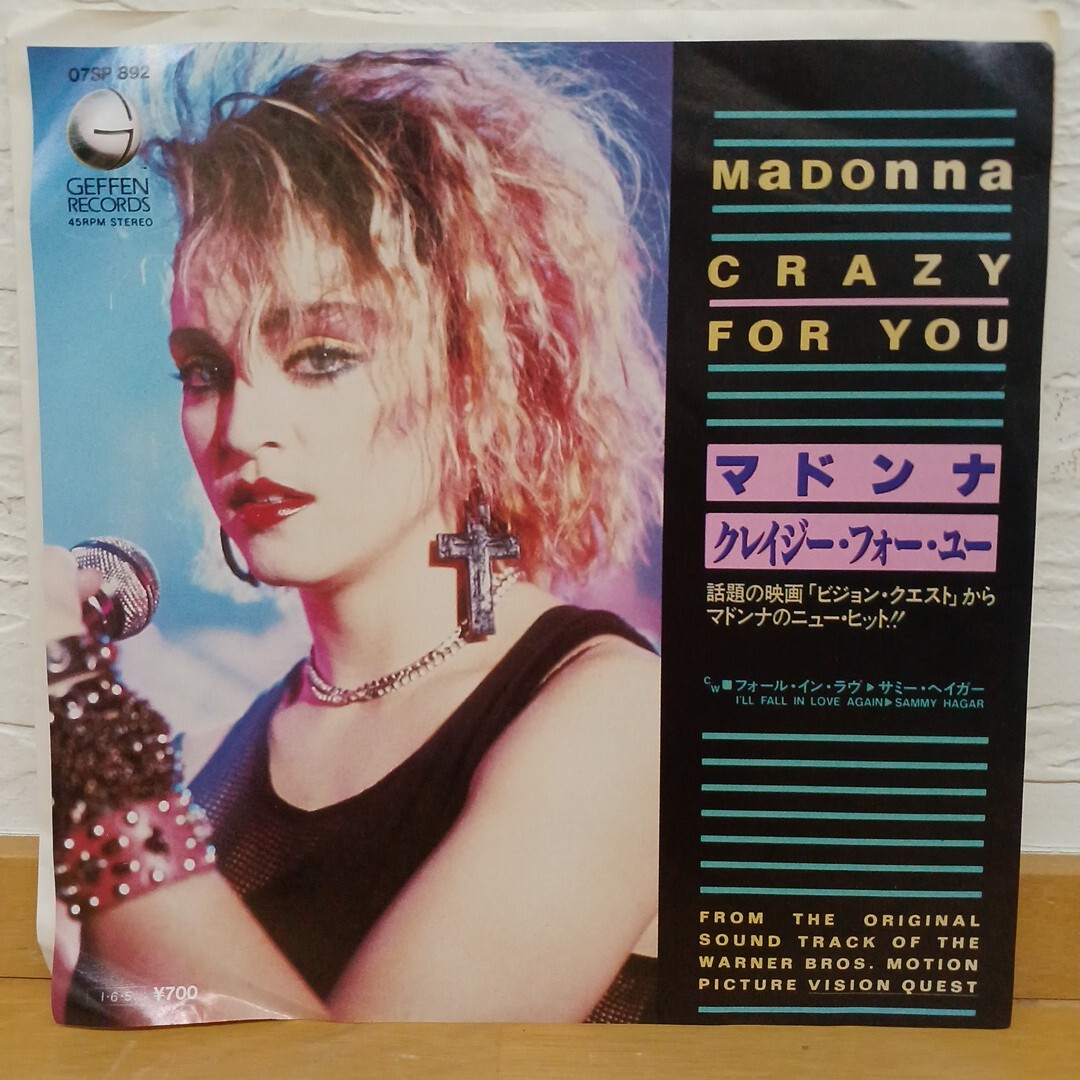 07SP 892
GEFFEN
RECORDS
45RPM STEREO
MaDOnna
CRAZY
FOR YOU
マドンナ
クレイジー・フォー・ユー
話題の映画「ビジョン・クエスト」から
マドンナのニュー・ヒット!!
C/W ■ フォール・イン・ラヴ▶サミー・ヘイガー
I'LL FALL IN LOVE AGAIN▶SAMMY HAGAR
FROM THE ORIGINAL
SOUND TRACK OF THE
WARNER BROS. MOTION
PICTURE VISION QUEST
1·6·5 ¥700